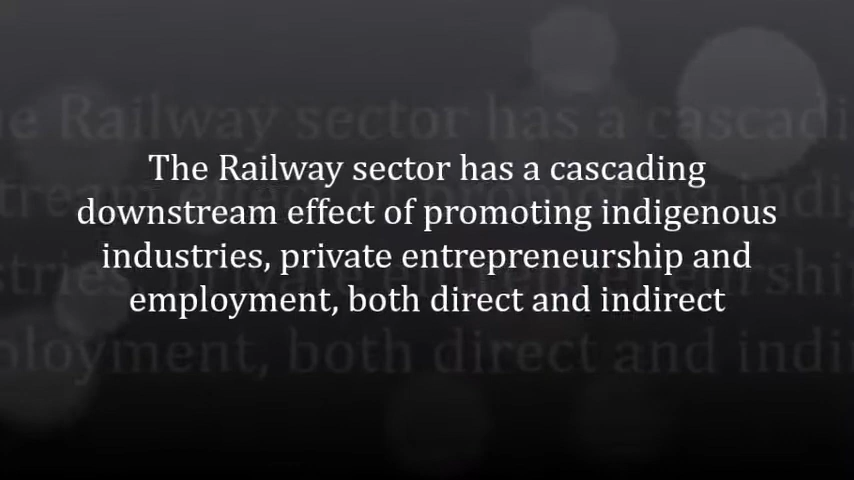 The Railway sector has a cascading
downstream effect of promoting indigenous
industries, private entrepreneurship and
employment, both direct and indirect